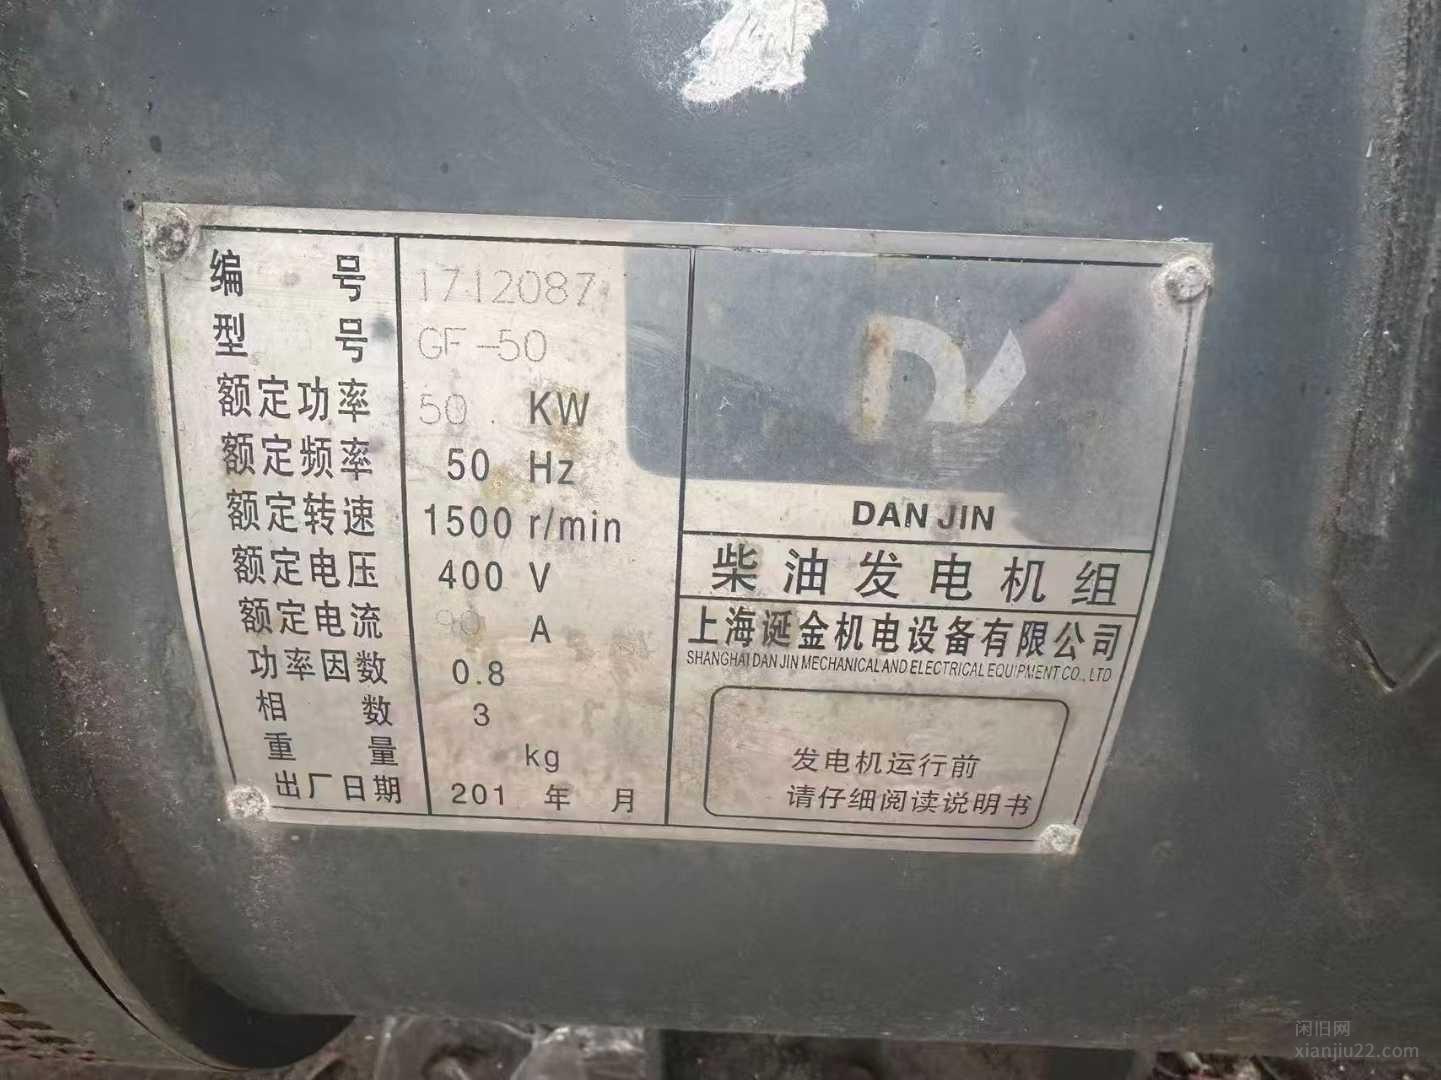 编号 1712087
型号 GF-50
额定功率 50 KW
额定频率 50 Hz
额定转速 1500 r/min
额定电压 400 V
额定电流 90 A
功率因数 0.8
相数 3
重量 kg
出厂日期 201 年 月
DAN JIN
柴油发电机组
上海诞金机电设备有限公司
SHANGHAI DAN JIN MECHANICAL AND ELECTRICAL EQUIPMENT CO., LTD
发电机运行前
请仔细阅读说明书
闲旧网
xianjiu22.com